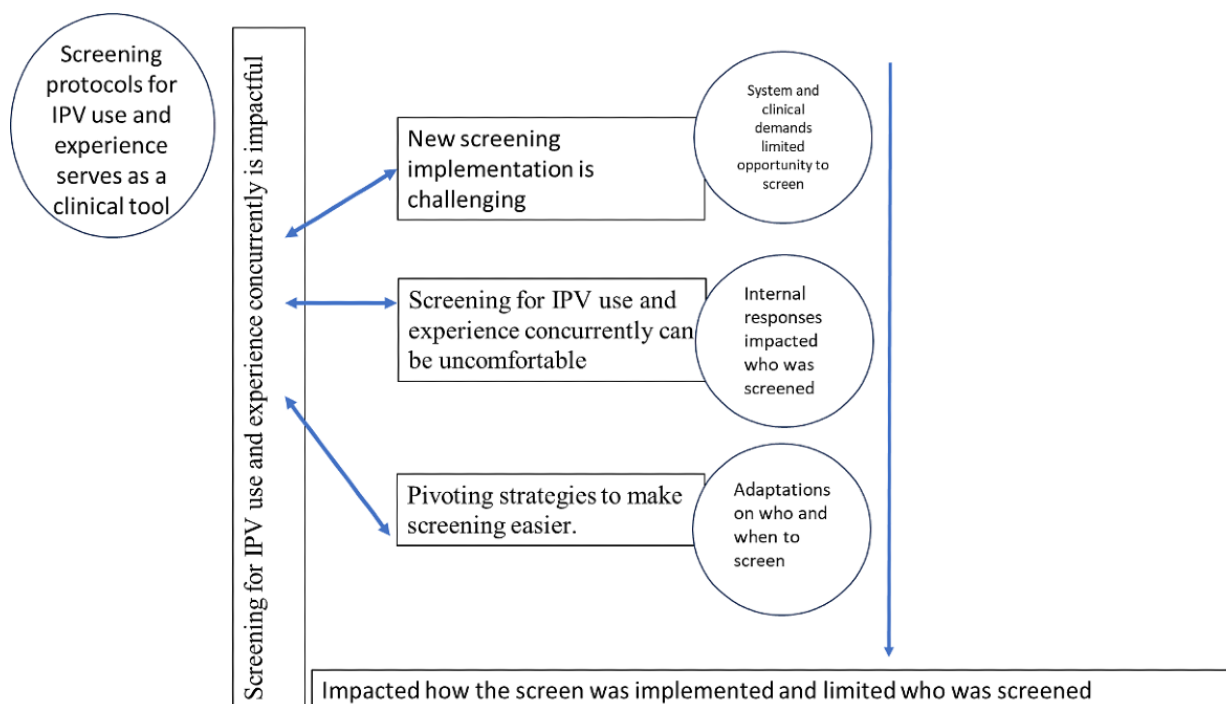 Screening
protocols for
IPV use and
experience
serves as a
clinical tool
Screening for IPV use and experience concurrently is impactful
New screening
implementation is
challenging
System and
clinical
demands
limited
opportunity to
screen
Screening for IPV use and
experience concurrently can
be uncomfortable
Internal
responses
impacted
who was
screened
Pivoting strategies to make
screening easier.
Adaptations
on who and
when to
screen
Impacted how the screen was implemented and limited who was screened